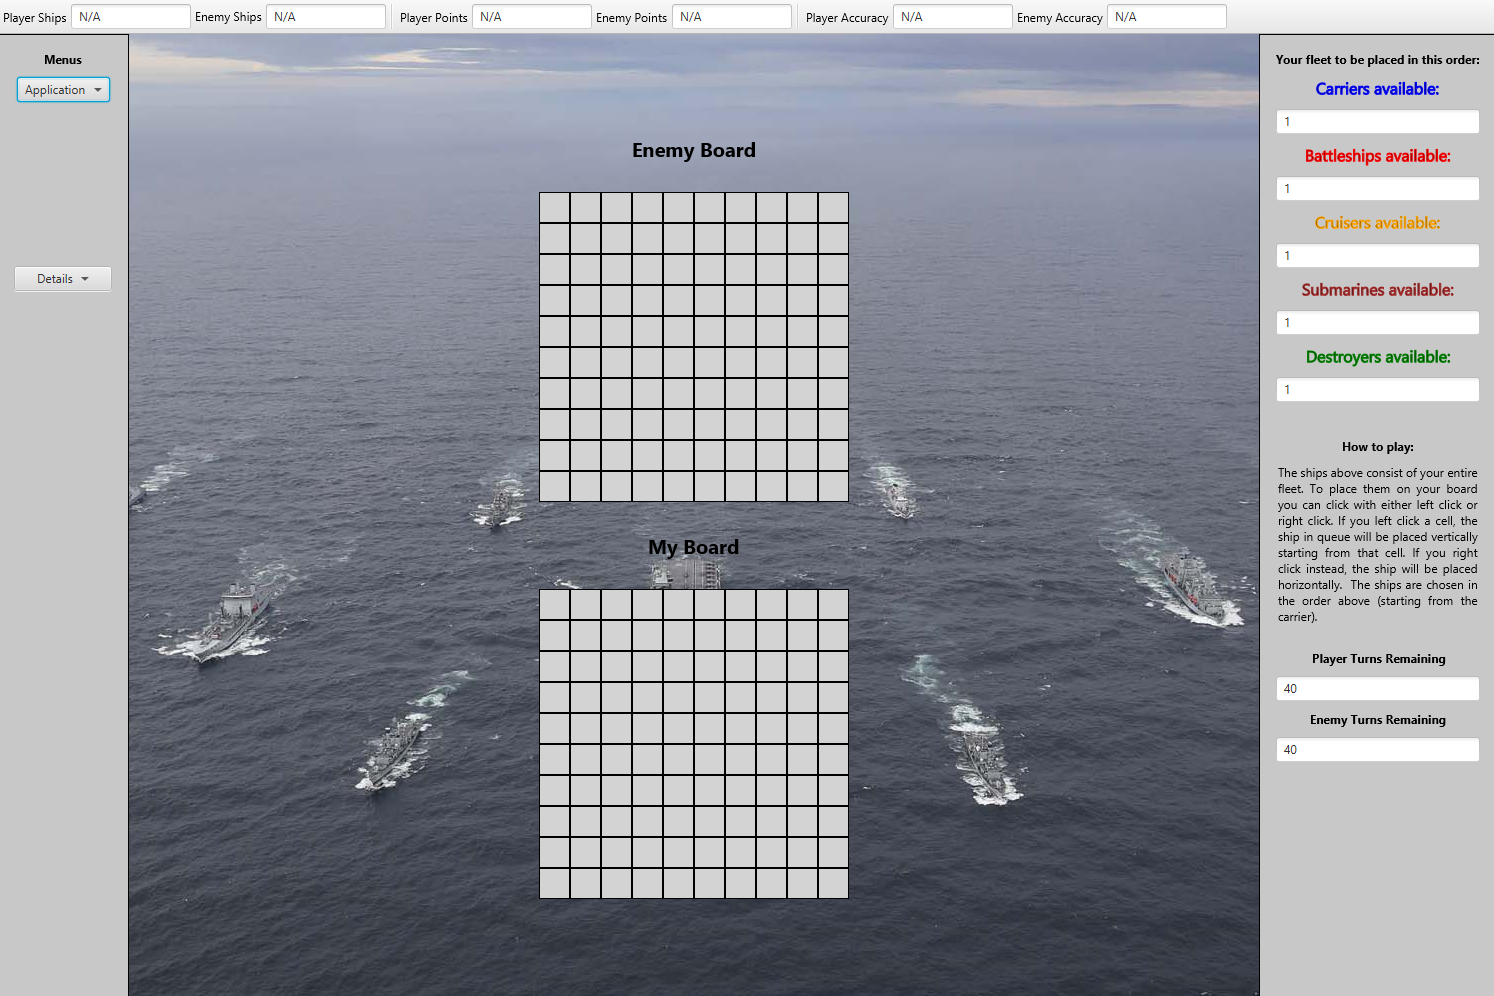 Player Ships N/A Enemy Ships N/A Player Points N/A Enemy Points N/A Player Accuracy N/A Enemy Accuracy N/A
Menus
Application
Details
Enemy Board
My Board
Your fleet to be placed in this order:
Carriers available:
1
Battleships available:
1
Cruisers available:
1
Submarines available:
1
Destroyers available:
1
How to play:
The ships above consist of your entire
fleet. To place them on your board
you can click with either left click or
right click. If you left click a cell, the
ship in queue will be placed vertically
starting from that cell. If you right
click instead, the ship will be placed
horizontally. The ships are chosen in
the order above (starting from the
carrier).
Player Turns Remaining
40
Enemy Turns Remaining
40